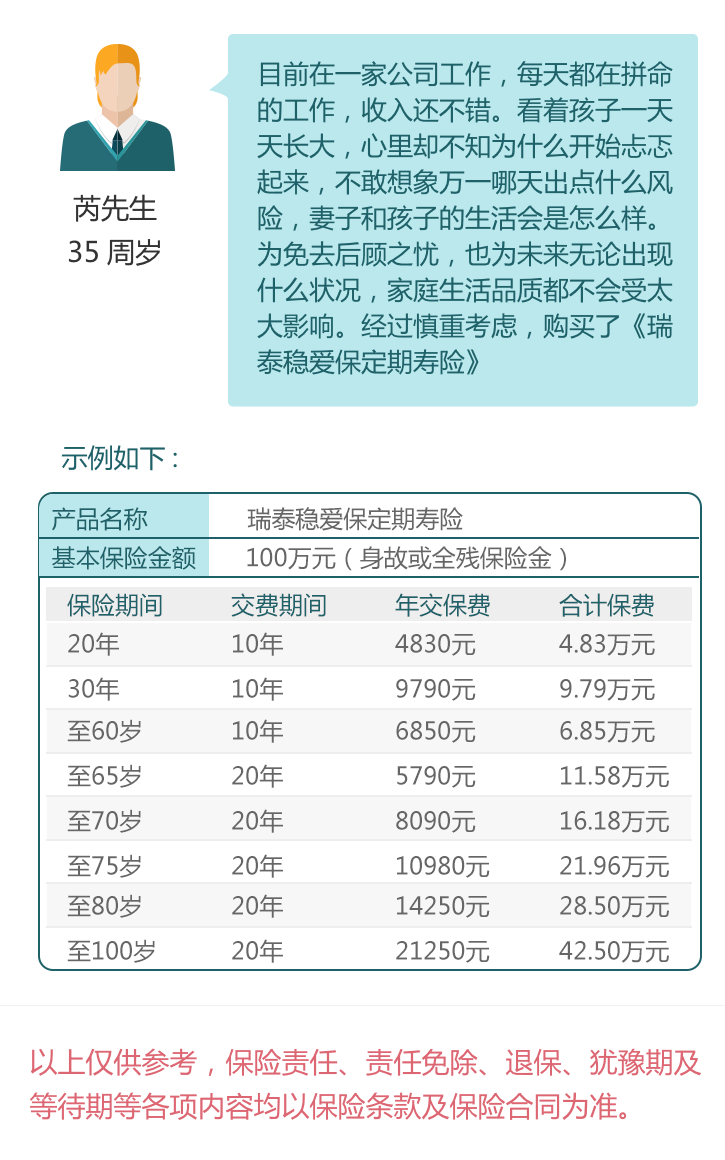 芮先生
35 周岁
目前在一家公司工作，每天都在拼命
的工作，收入还不错。看着孩子一天
天长大，心里却不知为什么开始忐忑
起来，不敢想象万一哪天出点什么风
险，妻子和孩子的生活会是怎么样。
为免去后顾之忧，也为未来无论出现
什么状况，家庭生活品质都不会受太
大影响。经过慎重考虑，购买了《瑞
泰稳爱保定期寿险》
示例如下：
产品名称 瑞泰稳爱保定期寿险
基本保险金额 100万元（身故或全残保险金）
保险期间 交费期间 年交保费 合计保费
20年 10年 4830元 4.83万元
30年 10年 9790元 9.79万元
至60岁 10年 6850元 6.85万元
至65岁 20年 5790元 11.58万元
至70岁 20年 8090元 16.18万元
至75岁 20年 10980元 21.96万元
至80岁 20年 14250元 28.50万元
至100岁 20年 21250元 42.50万元
以上仅供参考，保险责任、责任免除、退保、犹豫期及
等待期等各项内容均以保险条款及保险合同为准。